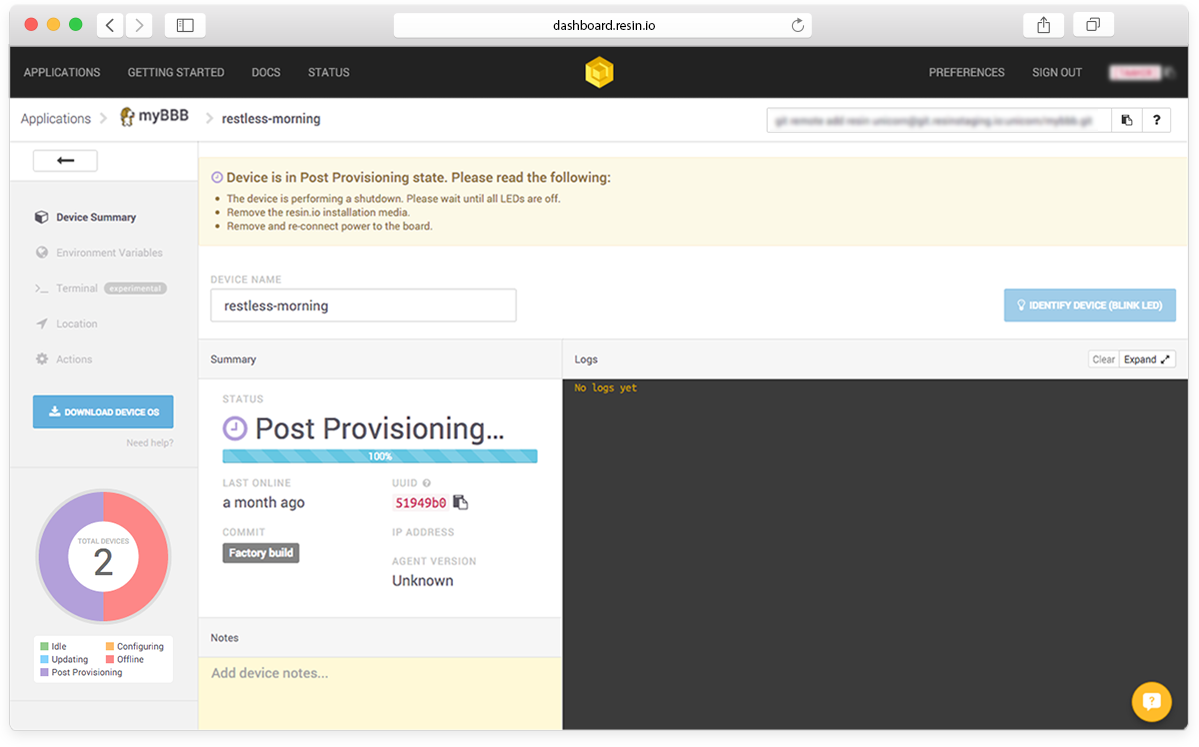 dashboard.resin.io
APPLICATIONS GETTING STARTED DOCS STATUS PREFERENCES SIGN OUT
Applications myBBB restless-morning ?
Device is in Post Provisioning state. Please read the following:
The device is performing a shutdown. Please wait until all LEDs are off.
Remove the resin.io installation media.
Remove and re-connect power to the board.
Device Summary
Environment Variables
Terminal experimental
Location
Actions
DOWNLOAD DEVICE OS
Need help?
TOTAL DEVICES
2
Idle Configuring
Updating Offline
Post Provisioning
DEVICE NAME
restless-morning
IDENTIFY DEVICE (BLINK LED)
Summary
STATUS
Post Provisioning...
100%
LAST ONLINE UUID
a month ago 51949b0
COMMIT IP ADDRESS
Factory build
AGENT VERSION
Unknown
Notes
Add device notes...
Logs Clear Expand
No logs yet